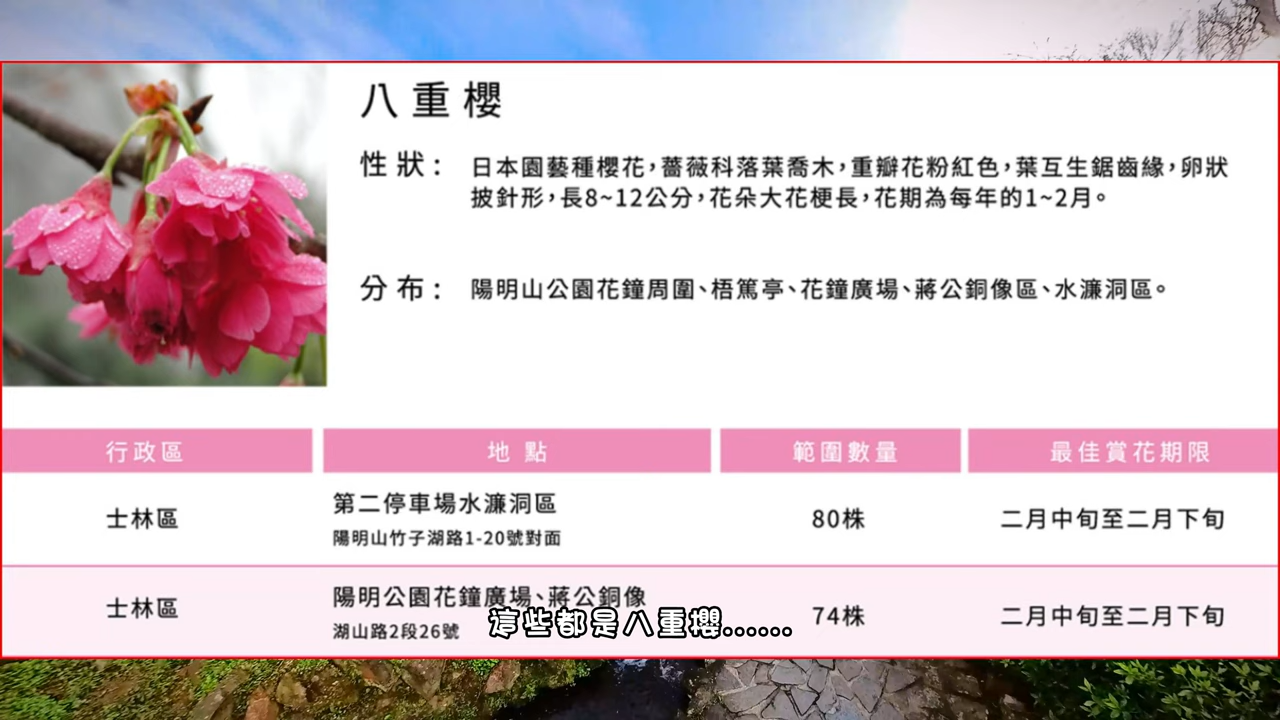 八重櫻
性狀：日本園藝種櫻花，薔薇科落葉喬木，重瓣花粉紅色，葉互生鋸齒緣，卵狀
披針形，長8~12公分，花朵大花梗長，花期為每年的1~2月。
分布：陽明山公園花鐘周圍、梧篤亭、花鐘廣場、蔣公銅像區、水濂洞區。
行政區 地點 範圍數量 最佳賞花期限
士林區 第二停車場水濂洞區 80株 二月中旬至二月下旬
陽明山竹子湖路1-20號對面
士林區 陽明公園花鐘廣場、蔣公銅像 74株 二月中旬至二月下旬
湖山路2段26號
這些都是八重櫻......